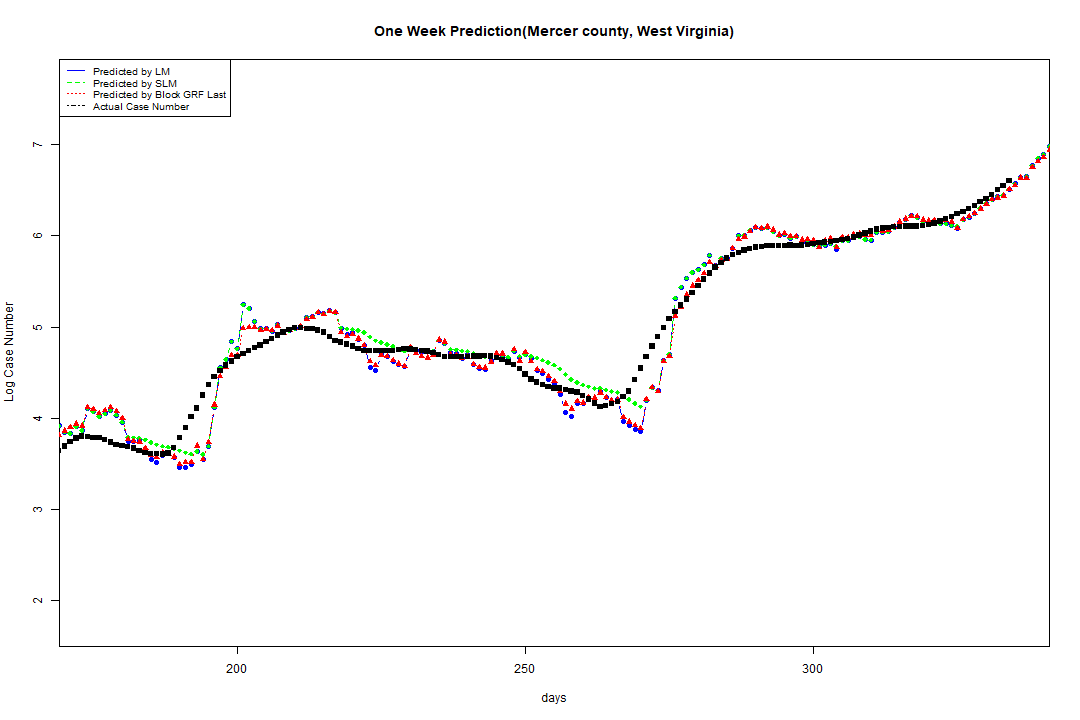 One Week Prediction(Mercer county, West Virginia)
Predicted by LM
Predicted by SLM
Predicted by Block GRF Last
Actual Case Number
7
6
5
4
3
2
Log Case Number
200 250 300
days